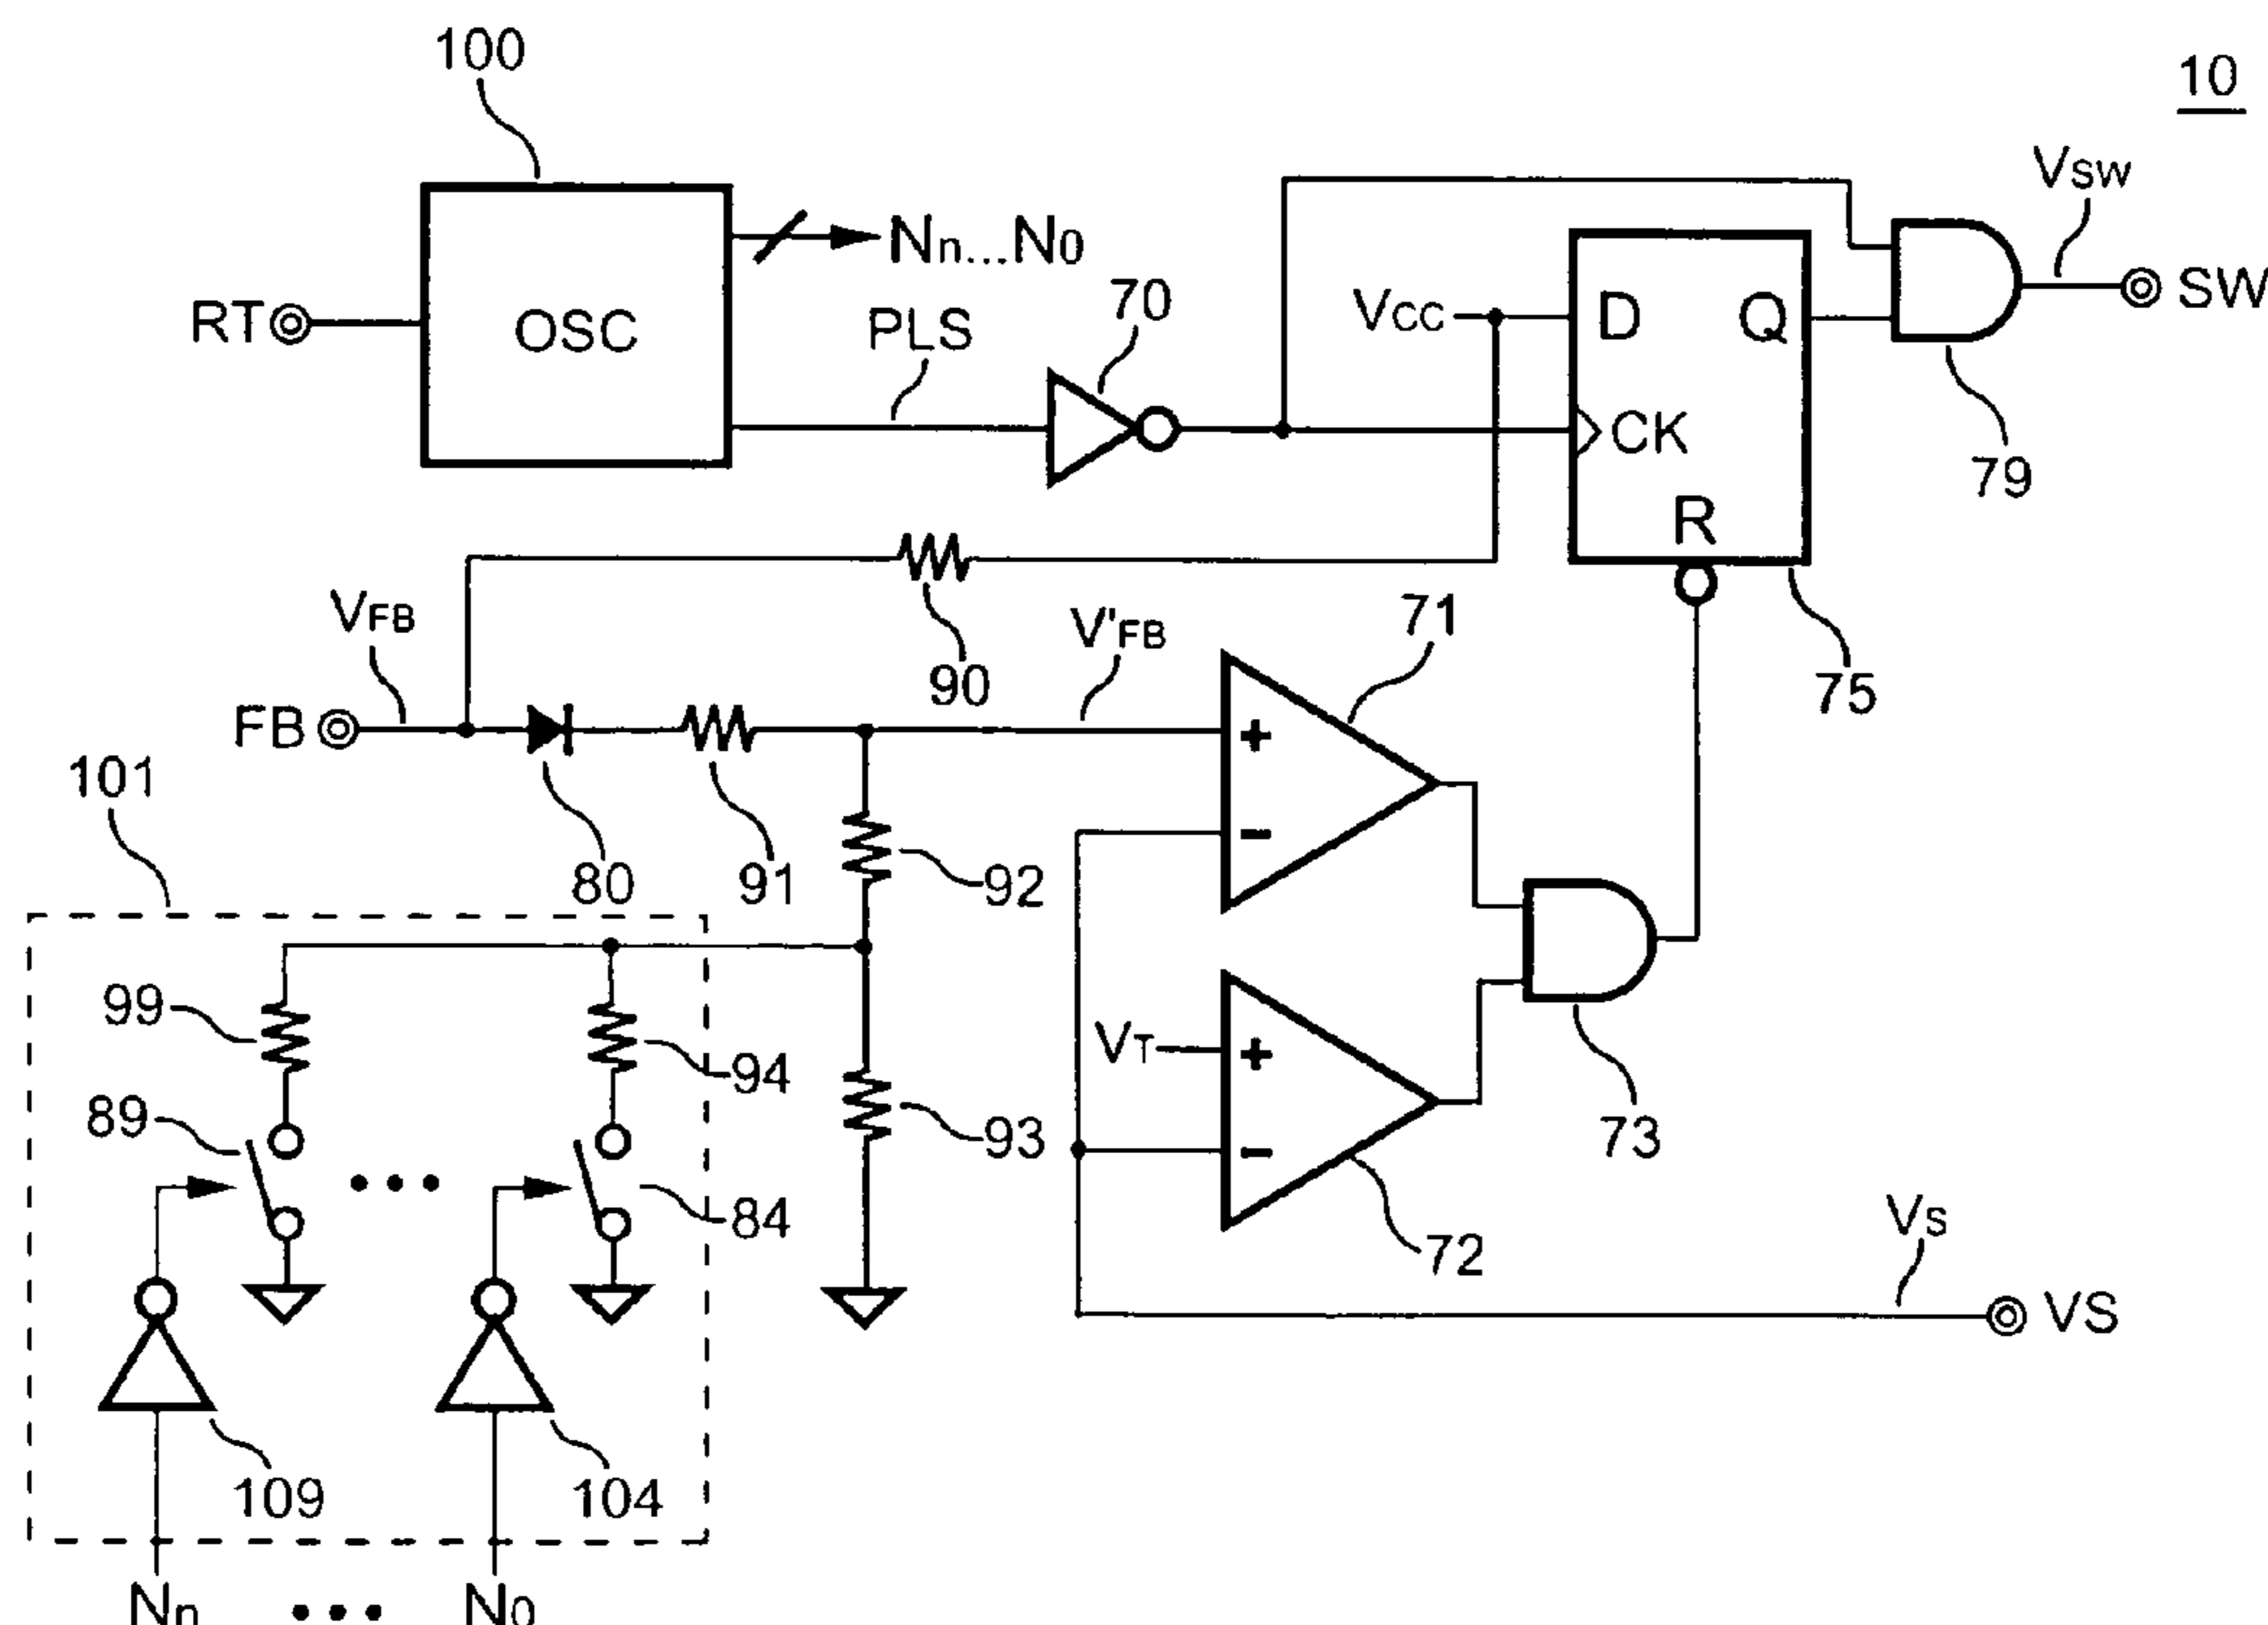 100
10
VSW
Nn...N0
70
RT
OSC
PLS
VCC
D
Q
SW
CK
79
R
VFB
V'FB
71
90
75
FB
+
101
−
80
91
92
99
VT
+
94
89
93
−
73
84
72
VS
VS
109
104
Nn
N0